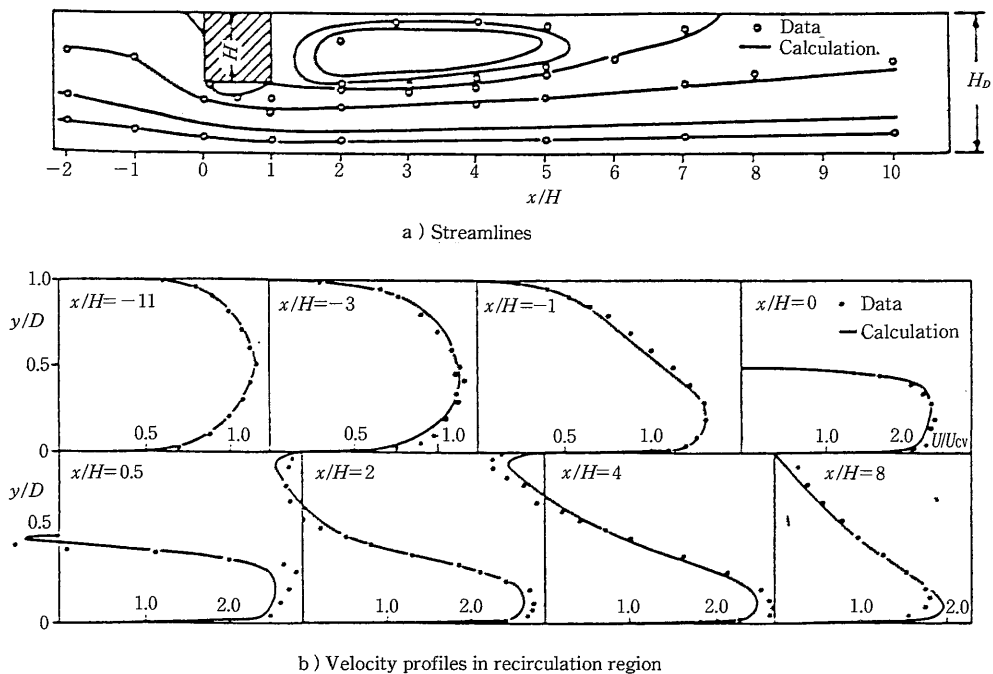 H
Data
Calculation.
H_D
−2 −1 0 1 2 3 4 5 6 7 8 9 10
x/H
a ) Streamlines
1.0 x/H=−11 x/H=−3 x/H=−1 x/H=0 Data
y/D Calculation
0.5
0.5 1.0 0.5 1.0 0.5 1.0 1.0 2.0 U/Ucv
0
x/H=0.5 x/H=2 x/H=4 x/H=8
y/D
0.5
1.0 2.0 1.0 2.0 1.0 2.0 1.0 2.0
0
b ) Velocity profiles in recirculation region